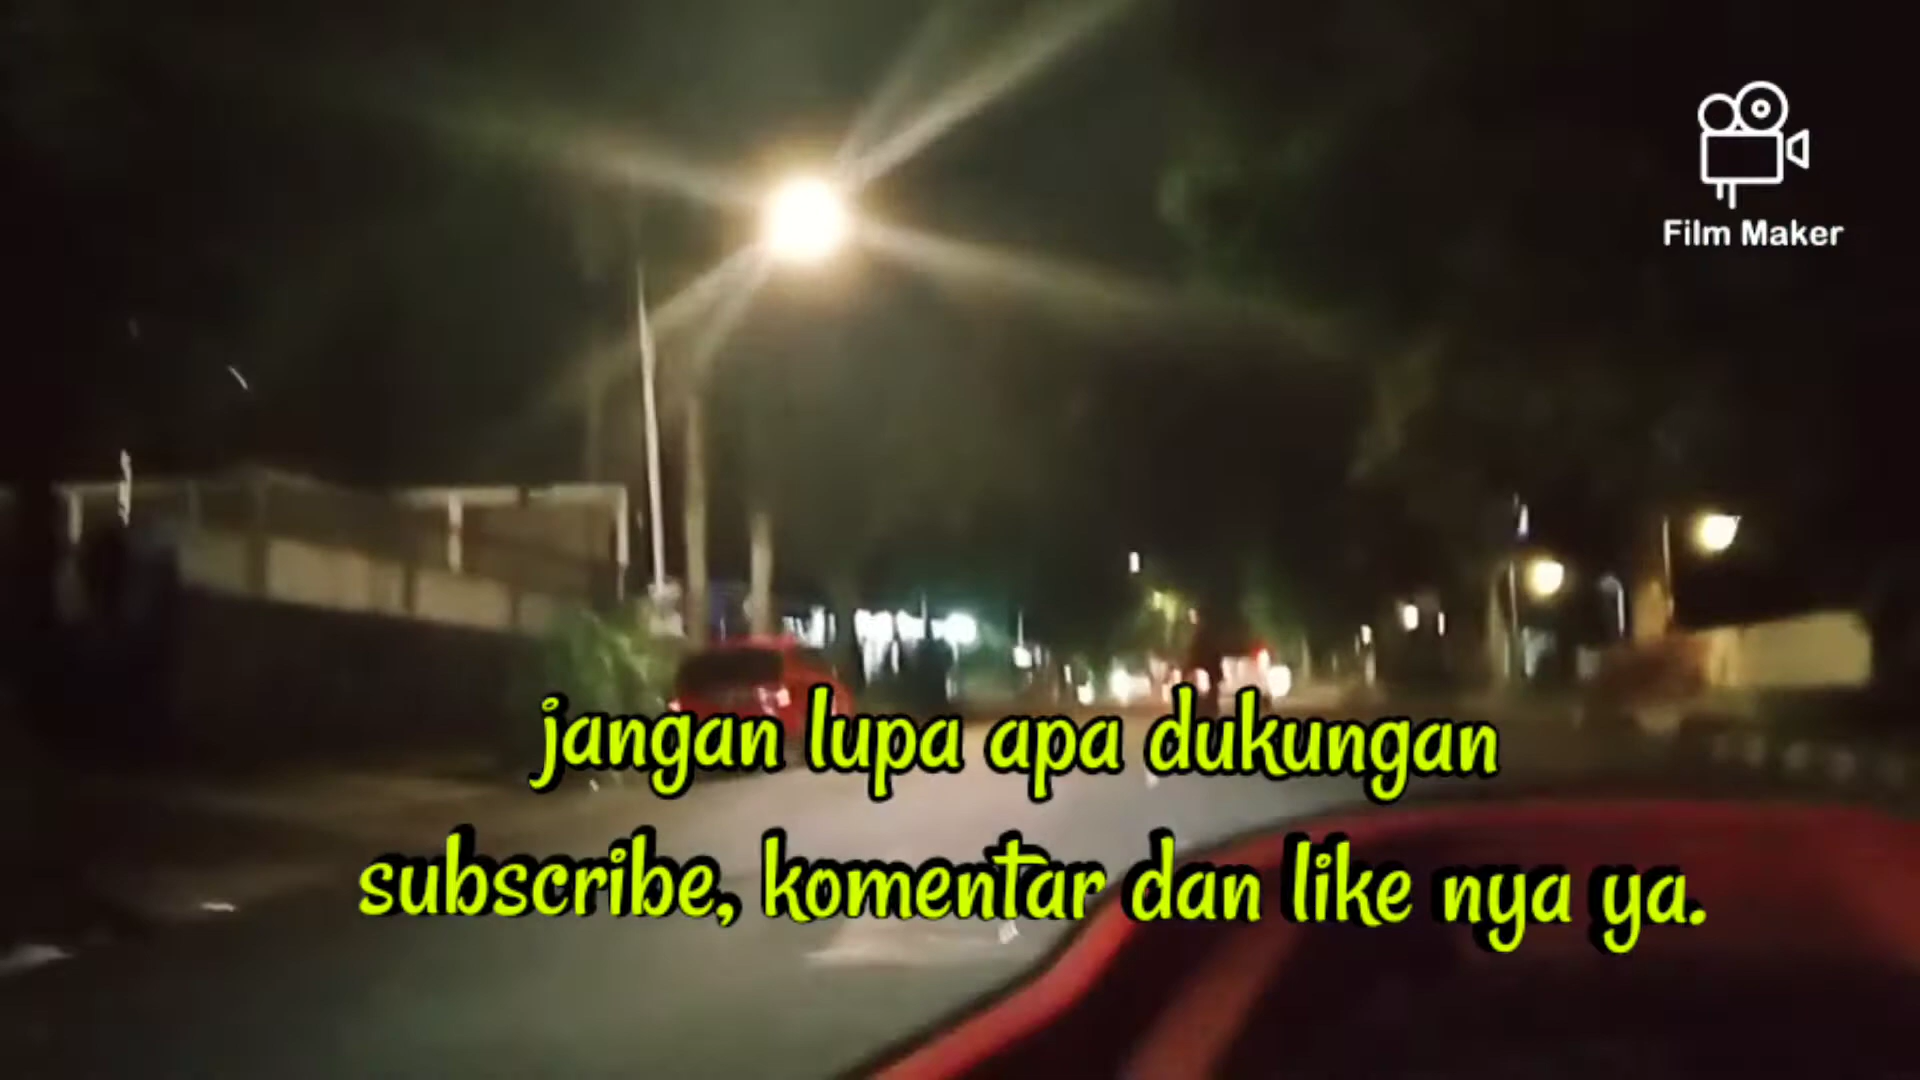 Film Maker
jangan lupa apa dukungan
subscribe, komentar dan like nya ya.